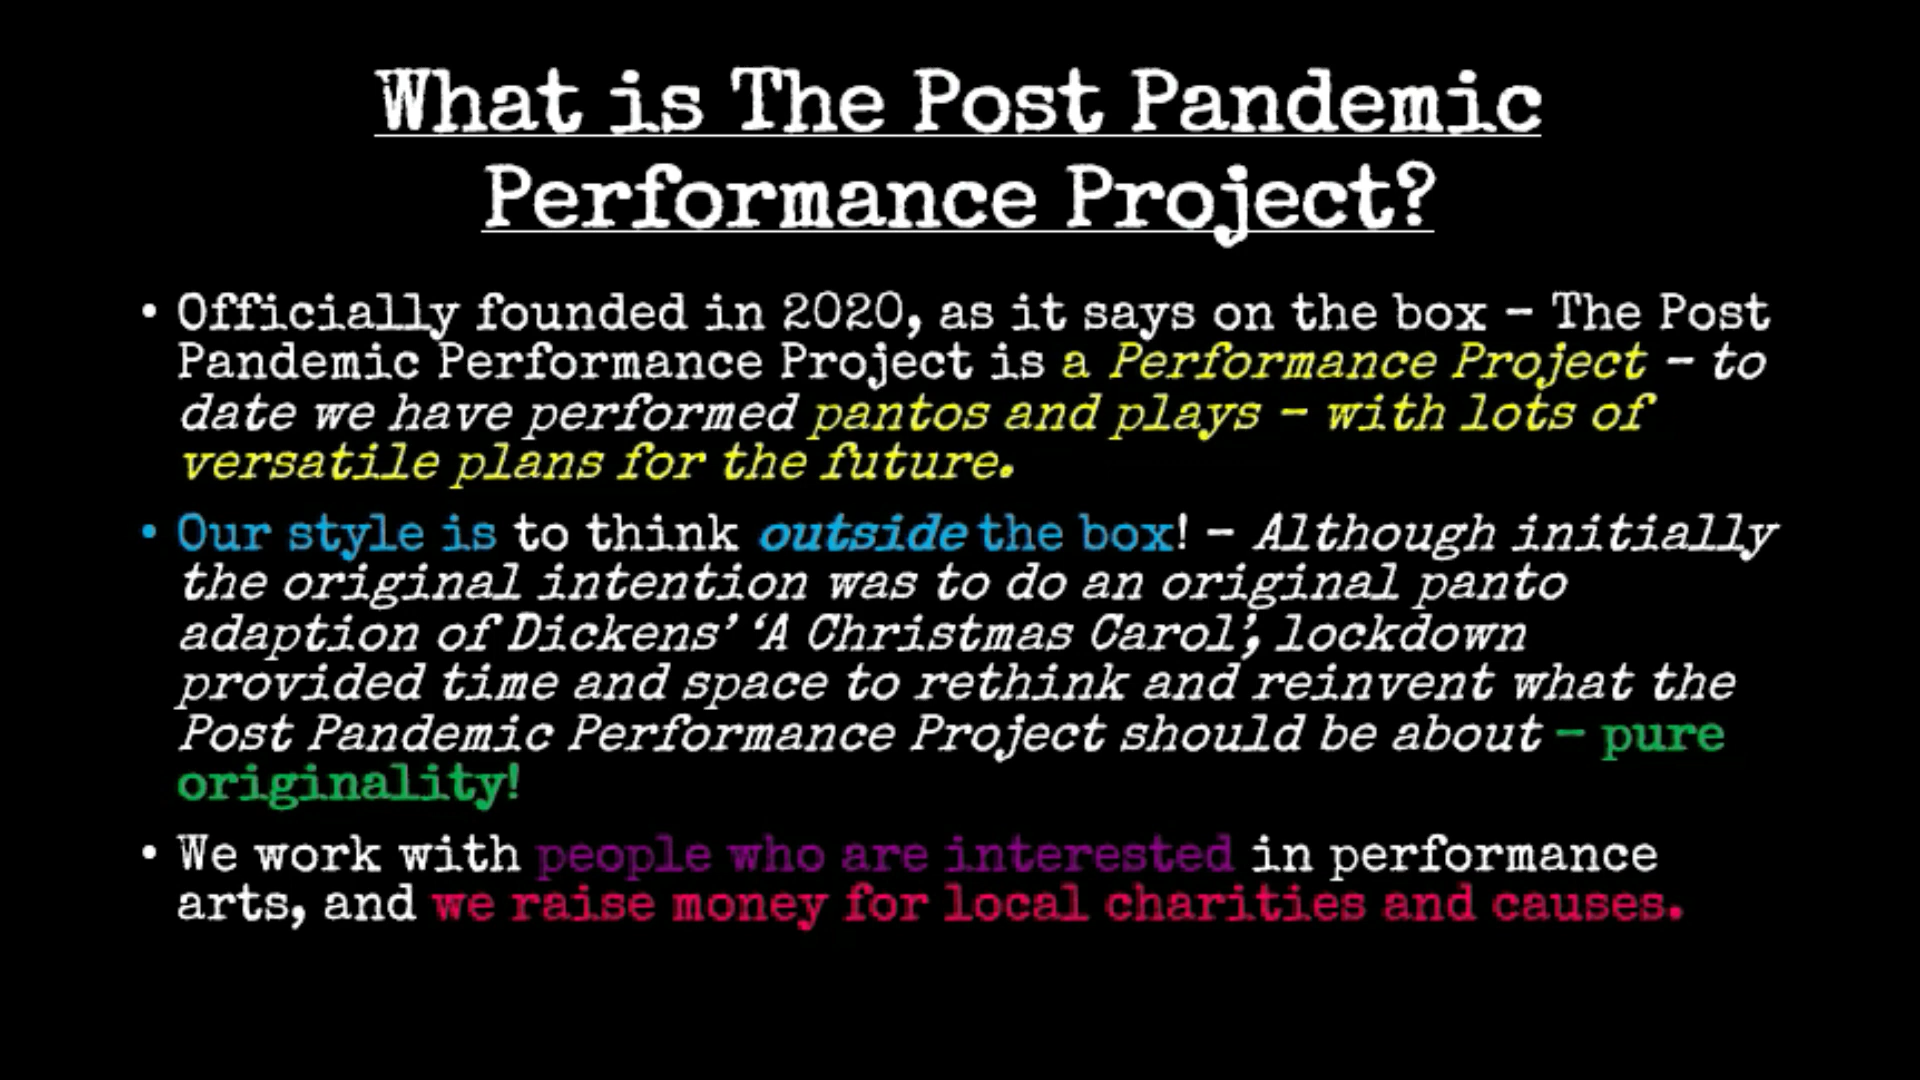 What is The Post Pandemic
Performance Project?
• Officially founded in 2020, as it says on the box – The Post
Pandemic Performance Project is a Performance Project – to
date we have performed pantos and plays – with lots of
versatile plans for the future.
• Our style is to think outside the box! – Although initially
the original intention was to do an original panto
adaption of Dickens’ ‘A Christmas Carol’, lockdown
provided time and space to rethink and reinvent what the
Post Pandemic Performance Project should be about – pure
originality!
• We work with people who are interested in performance
arts, and we raise money for local charities and causes.